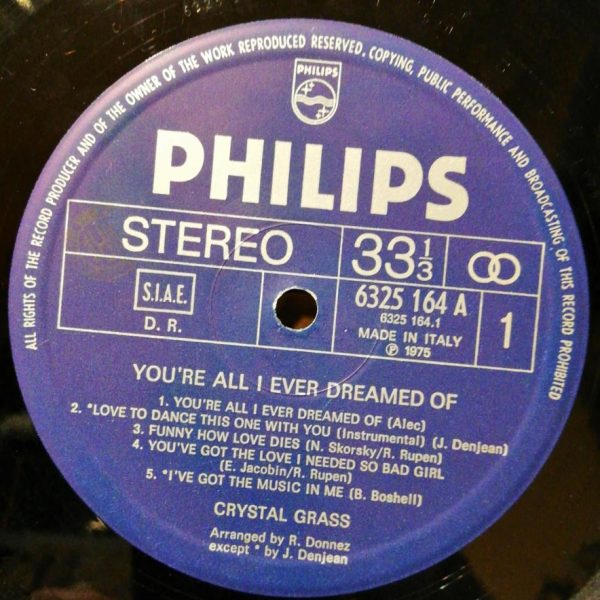 ALL RIGHTS OF THE RECORD PRODUCER AND OF THE OWNER OF THE WORK REPRODUCED RESERVED. COPYING, PUBLIC PERFORMANCE AND BROADCASTING OF THIS RECORD PROHIBITED
PHILIPS
PHILIPS
STEREO
33 1/3
S.I.A.E.
D. R.
6325 164 A
6325 164.1
MADE IN ITALY
Ⓟ 1975
1
YOU'RE ALL I EVER DREAMED OF
1. YOU'RE ALL I EVER DREAMED OF (Alec)
2. *LOVE TO DANCE THIS ONE WITH YOU (Instrumental) (J. Denjean)
3. FUNNY HOW LOVE DIES (N. Skorsky/R. Rupen)
4. YOU'VE GOT THE LOVE I NEEDED SO BAD GIRL
(E. Jacobin/R. Rupen)
5. *I'VE GOT THE MUSIC IN ME (B. Boshell)
CRYSTAL GRASS
Arranged by R. Donnez
except * by J. Denjean